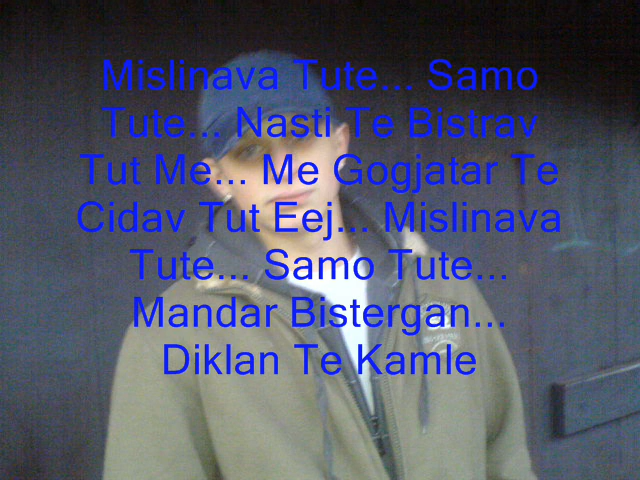 Mislinava Tute... Samo
Tute... Nasti Te Bistrav
Tut Me... Me Gogjatar Te
Cidav Tut Eej... Mislinava
Tute... Samo Tute...
Mandar Bistergan...
Diklan Te Kamle